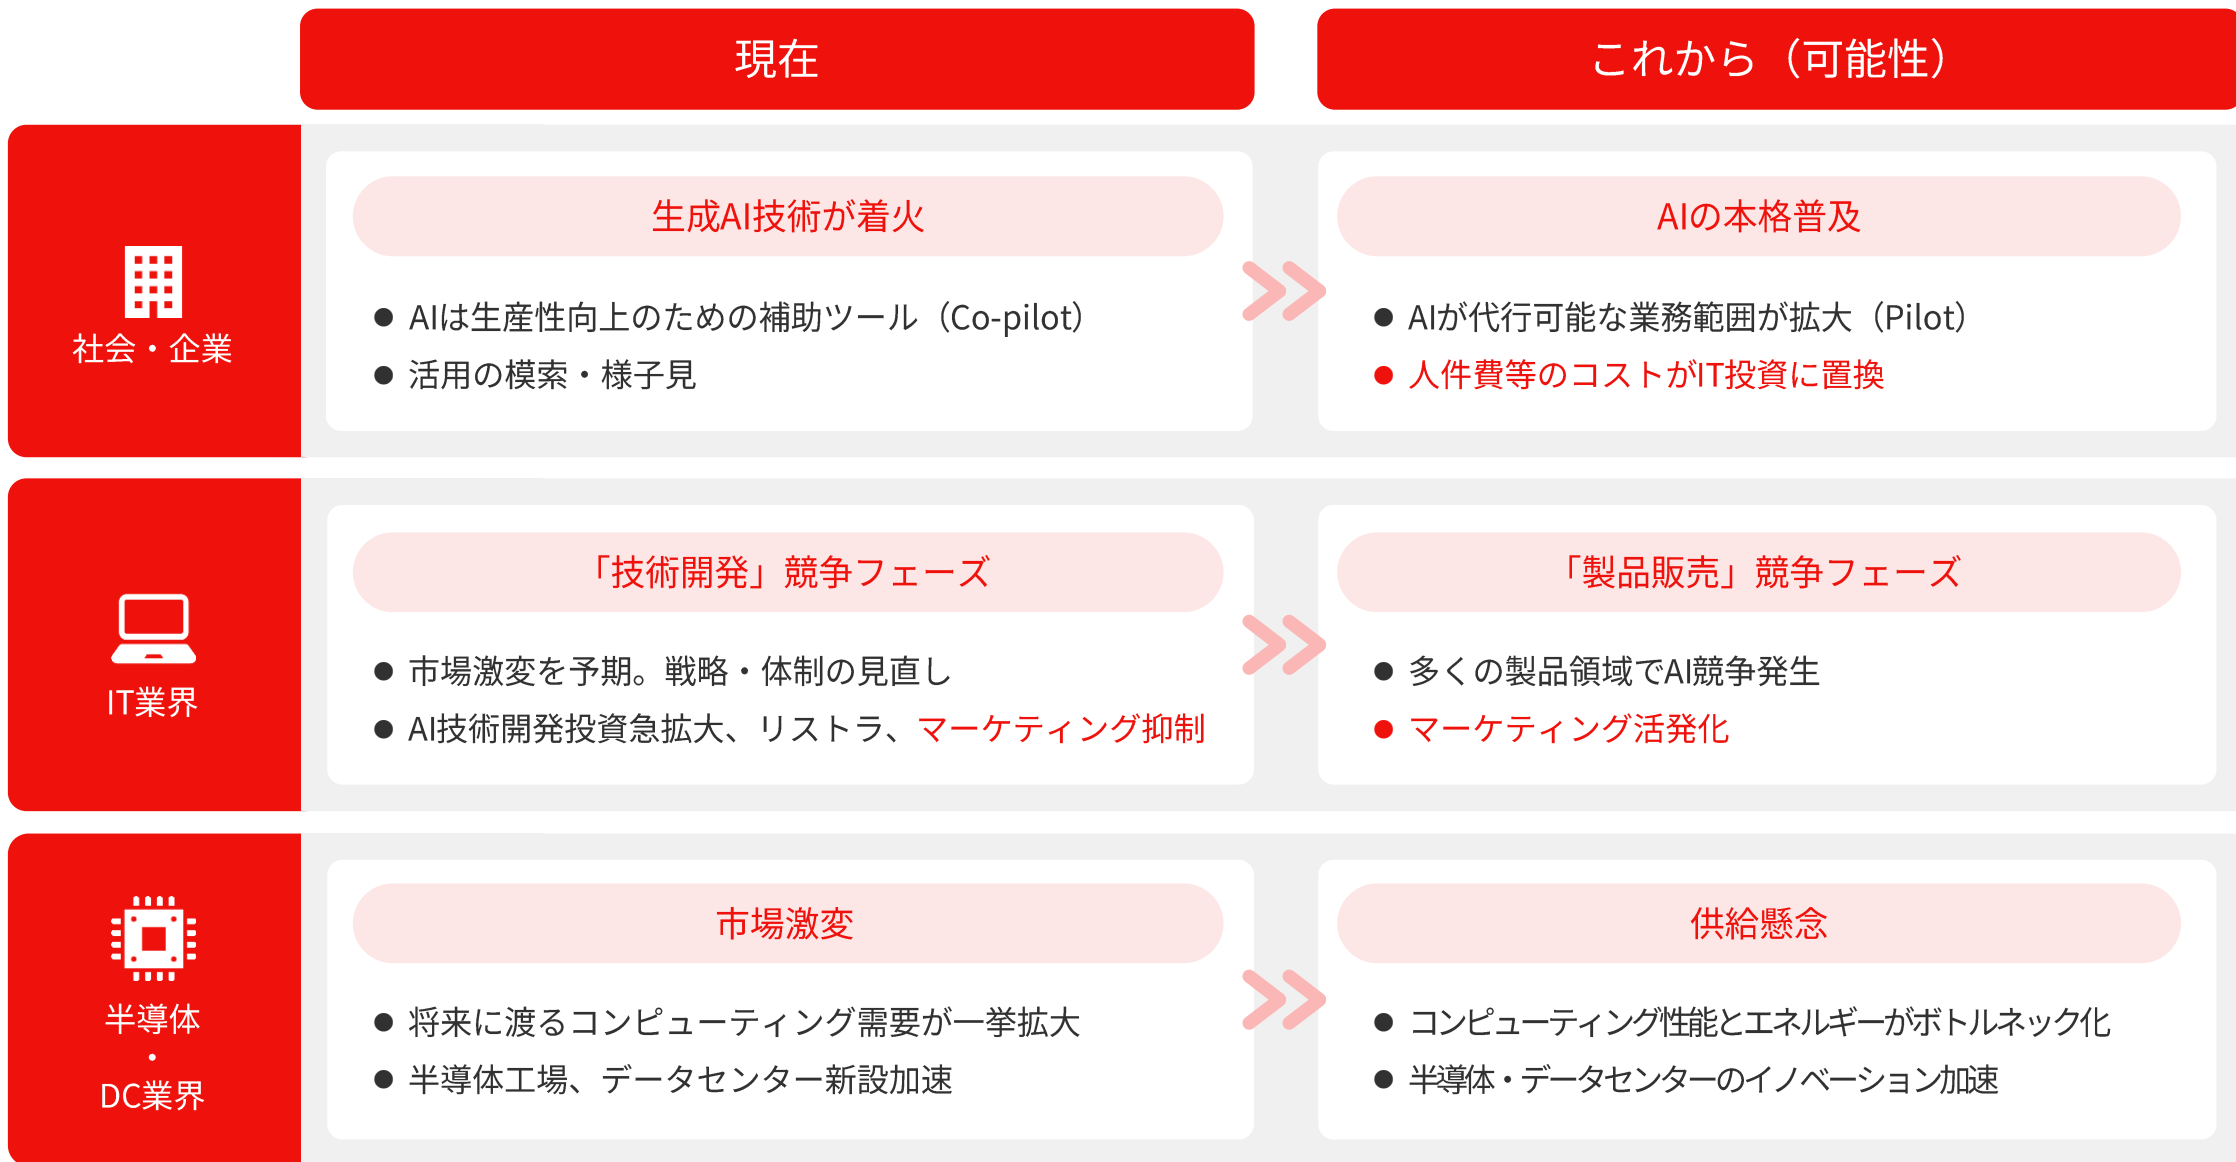 現在
これから（可能性）
社会・企業
生成AI技術が着火
● AIは生産性向上のための補助ツール（Co-pilot）
● 活用の模索・様子見
AIの本格普及
● AIが代行可能な業務範囲が拡大（Pilot）
● 人件費等のコストがIT投資に置換
IT業界
「技術開発」競争フェーズ
● 市場激変を予期。戦略・体制の見直し
● AI技術開発投資急拡大、リストラ、マーケティング抑制
「製品販売」競争フェーズ
● 多くの製品領域でAI競争発生
● マーケティング活発化
半導体
・
DC業界
市場激変
● 将来に渡るコンピューティング需要が一挙拡大
● 半導体工場、データセンター新設加速
供給懸念
● コンピューティング性能とエネルギーがボトルネック化
● 半導体・データセンターのイノベーション加速